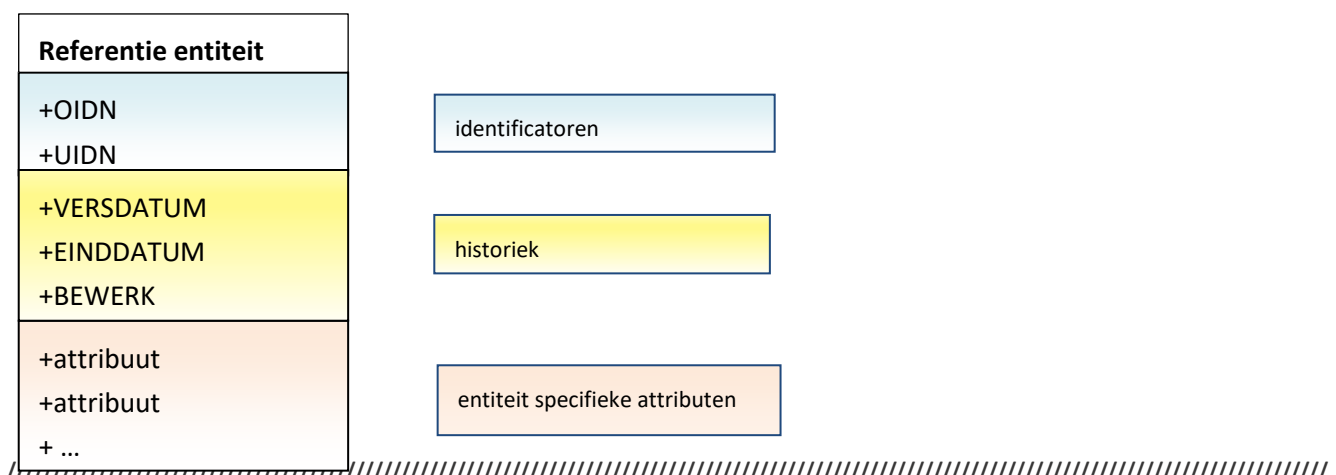 Referentie entiteit
+OIDN
+UIDN
identificatoren
+VERSDATUM
+EINDDATUM
+BEWERK
historiek
+attribuut
+attribuut
+ ...
entiteit specifieke attributen